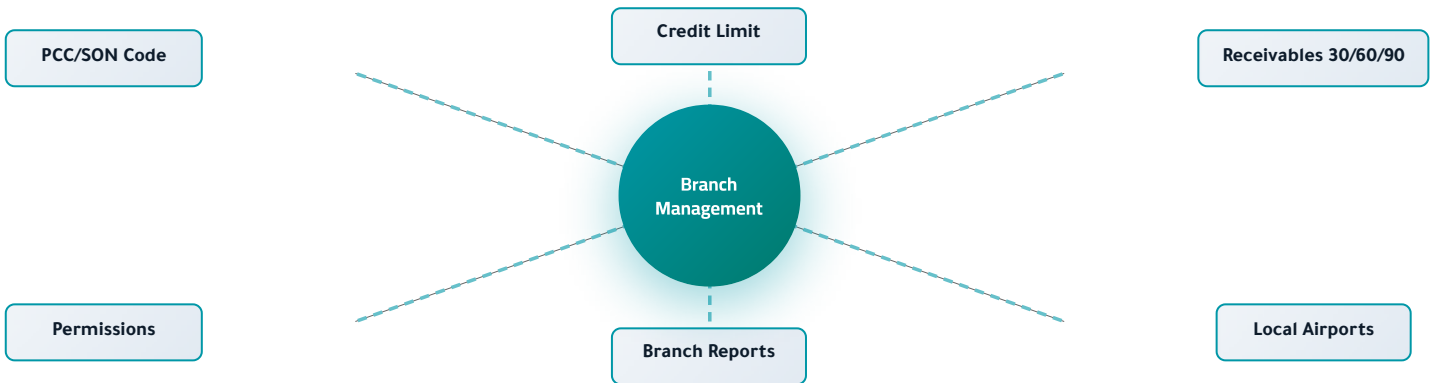 Credit Limit
PCC/SON Code
Receivables 30/60/90
Branch
Management
Permissions
Local Airports
Branch Reports